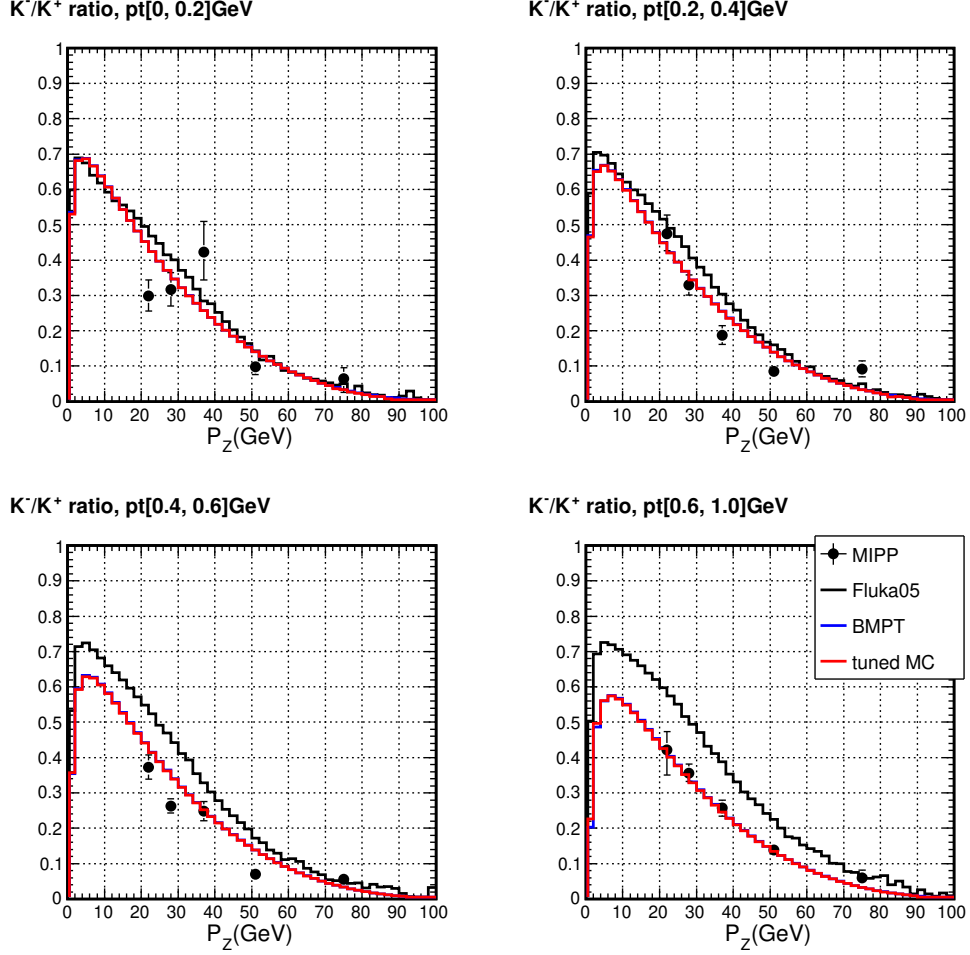 K⁻/K⁺ ratio, pt[0, 0.2]GeV
1
0.9
0.8
0.7
0.6
0.5
0.4
0.3
0.2
0.1
0
0 10 20 30 40 50 60 70 80 90 100
P_Z(GeV)
K⁻/K⁺ ratio, pt[0.2, 0.4]GeV
1
0.9
0.8
0.7
0.6
0.5
0.4
0.3
0.2
0.1
0
0 10 20 30 40 50 60 70 80 90 100
P_Z(GeV)
K⁻/K⁺ ratio, pt[0.4, 0.6]GeV
1
0.9
0.8
0.7
0.6
0.5
0.4
0.3
0.2
0.1
0
0 10 20 30 40 50 60 70 80 90 100
P_Z(GeV)
K⁻/K⁺ ratio, pt[0.6, 1.0]GeV
1
0.9
0.8
0.7
0.6
0.5
0.4
0.3
0.2
0.1
0
0 10 20 30 40 50 60 70 80 90 100
P_Z(GeV)
MIPP
Fluka05
BMPT
tuned MC